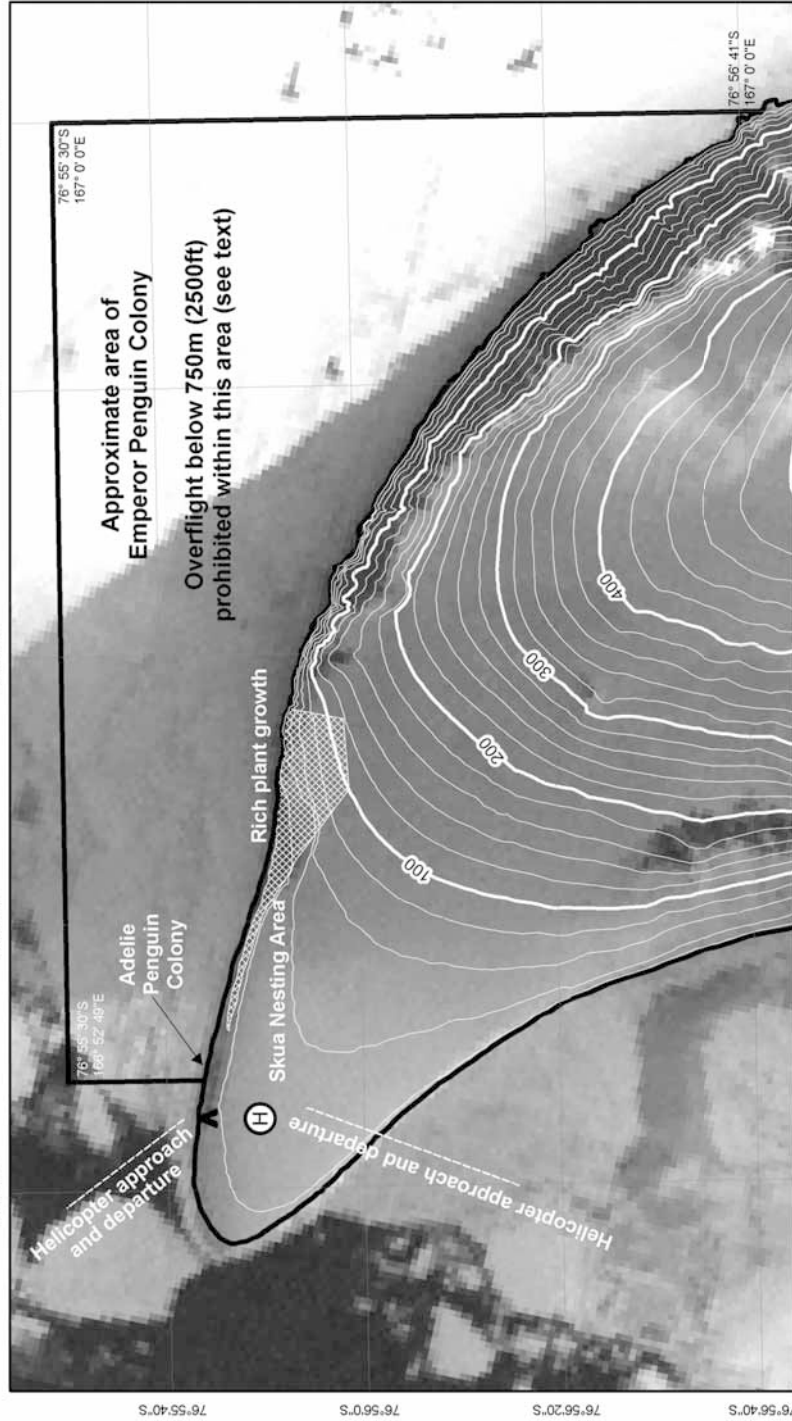 76° 55' 30"S
167° 0' 0"E
76° 56' 41"S
167° 0' 0"E
Approximate area of
Emperor Penguin Colony
Overflight below 750m (2500ft)
prohibited within this area (see text)
Rich plant growth
Adelie
Penguin
Colony
76° 55' 30"S
166° 52' 49"E
Skua Nesting Area
H
Helicopter approach
and departure
Helicopter approach and departure
100
200
300
400
76°55'40"S
76°56'0"S
76°56'20"S
76°56'40"S